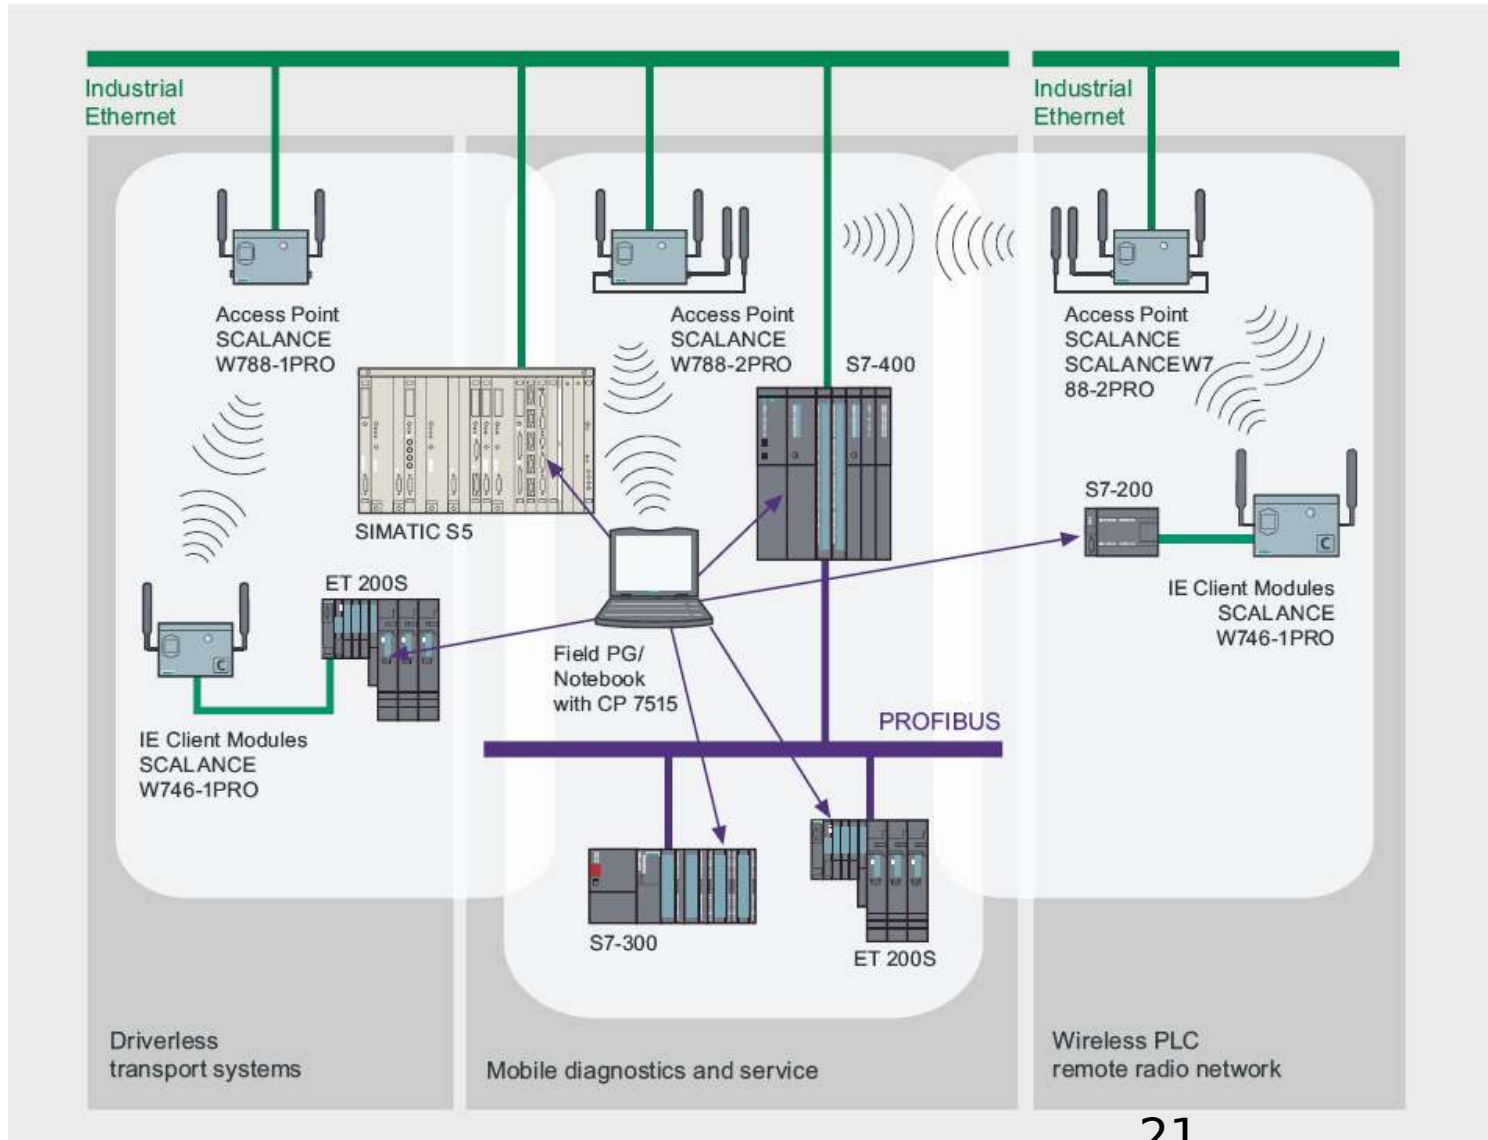 Industrial
Ethernet
Industrial
Ethernet
Access Point
SCALANCE
W788-1PRO
Access Point
SCALANCE
W788-2PRO
S7-400
Access Point
SCALANCE
SCALANCEW7
88-2PRO
SIMATIC S5
S7-200
ET 200S
C
IE Client Modules
SCALANCE
W746-1PRO
C
Field PG/
Notebook
with CP 7515
IE Client Modules
SCALANCE
W746-1PRO
PROFIBUS
S7-300
ET 200S
Driverless
transport systems
Mobile diagnostics and service
Wireless PLC
remote radio network
21